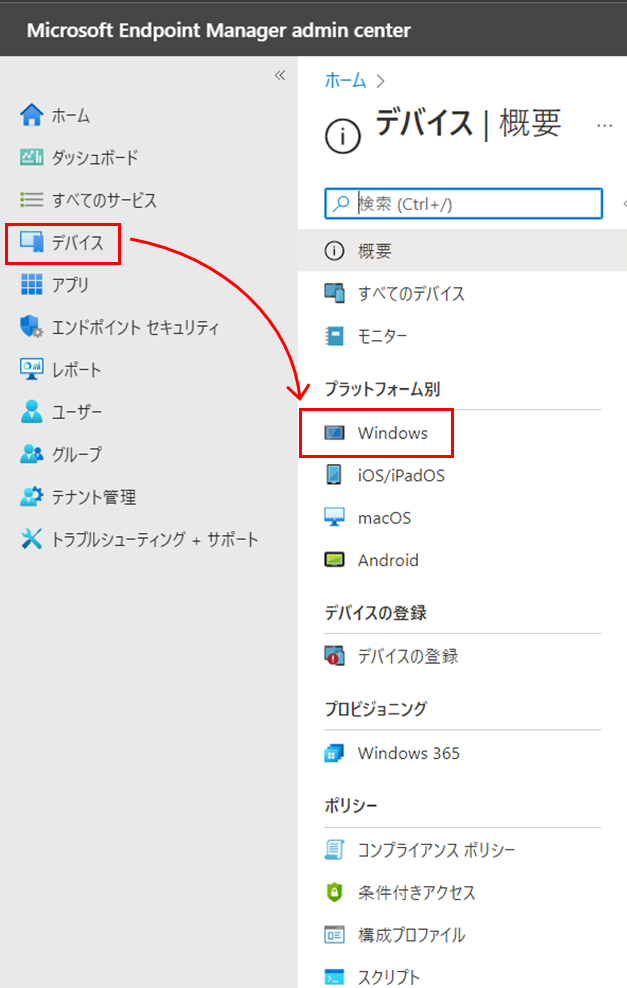 Microsoft Endpoint Manager admin center
«
ホーム
ダッシュボード
すべてのサービス
デバイス
アプリ
エンドポイント セキュリティ
レポート
ユーザー
グループ
テナント管理
トラブルシューティング + サポート
ホーム >
デバイス | 概要 ...
検索 (Ctrl+/)
概要
すべてのデバイス
モニター
プラットフォーム別
Windows
iOS/iPadOS
macOS
Android
デバイスの登録
デバイスの登録
プロビジョニング
Windows 365
ポリシー
コンプライアンス ポリシー
条件付きアクセス
構成プロファイル
スクリプト